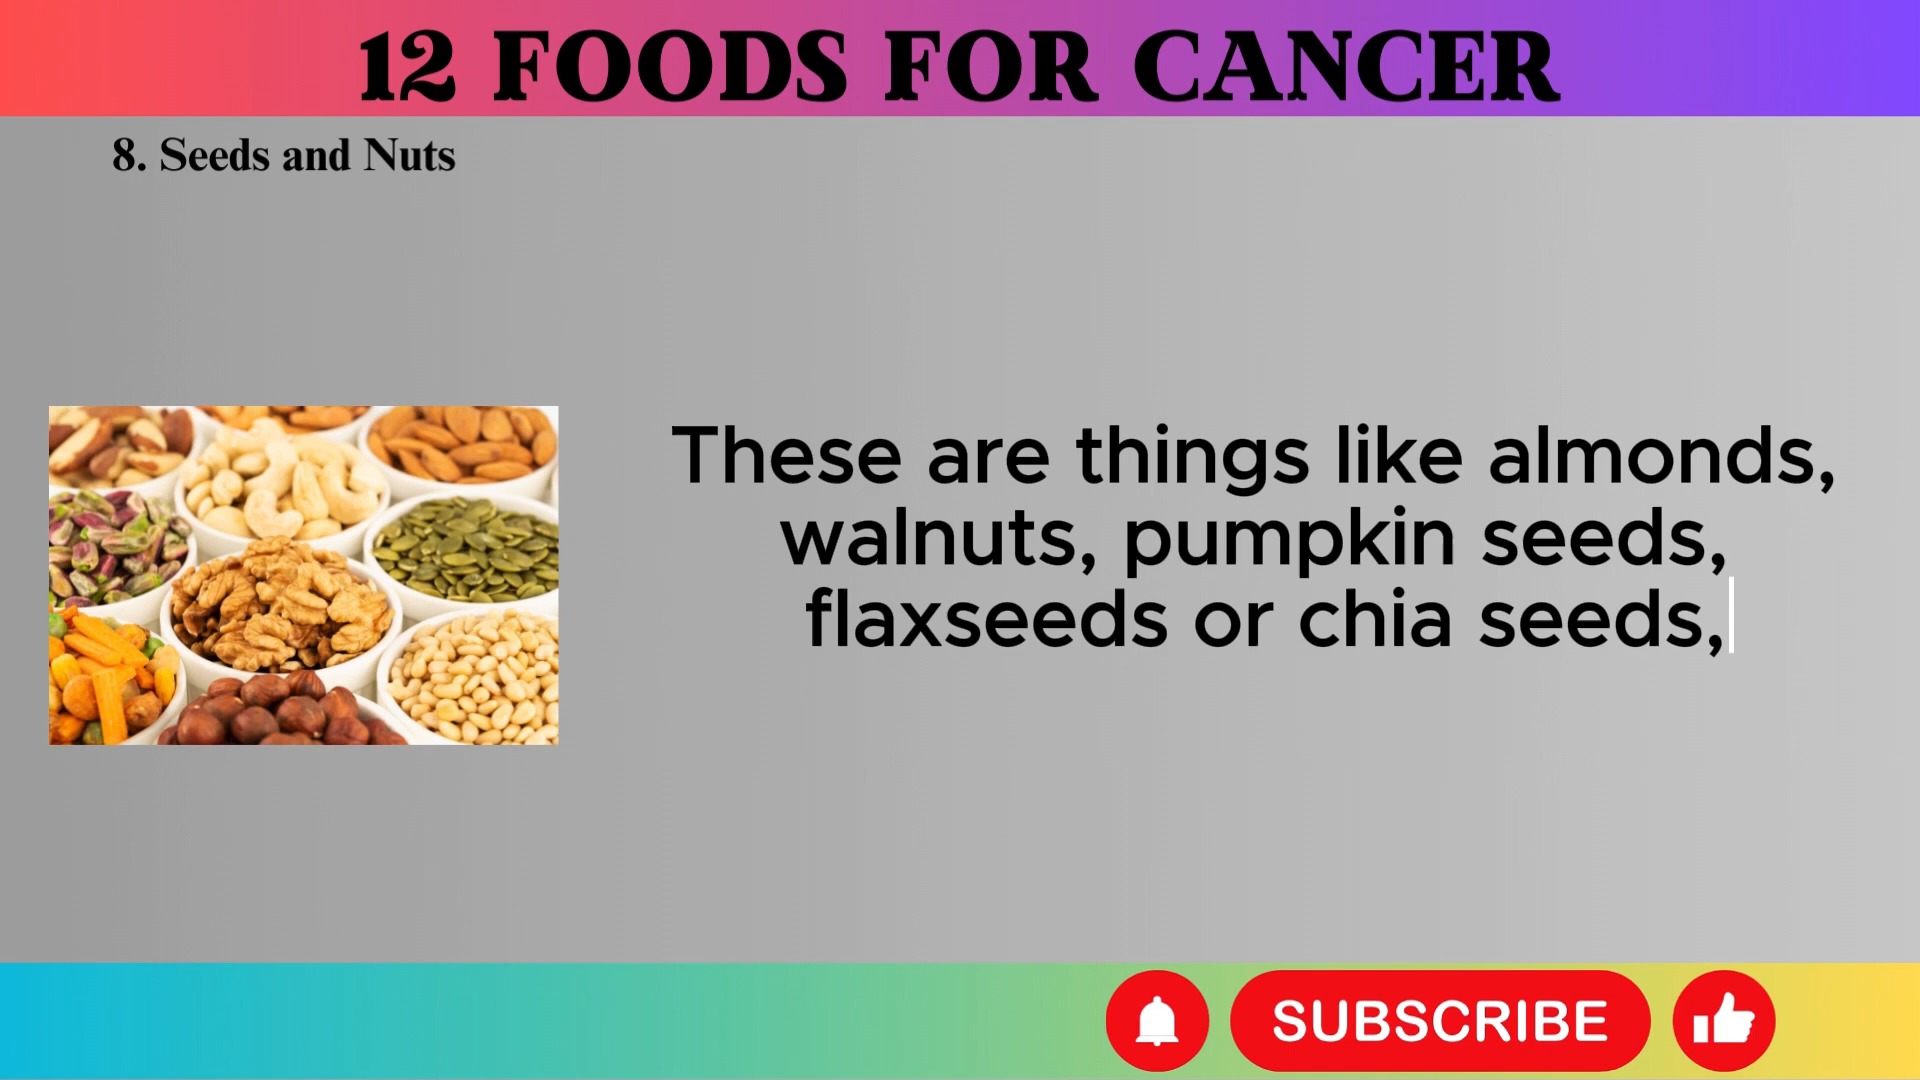 12 FOODS FOR CANCER
8. Seeds and Nuts
These are things like almonds,
walnuts, pumpkin seeds,
flaxseeds or chia seeds,
SUBSCRIBE